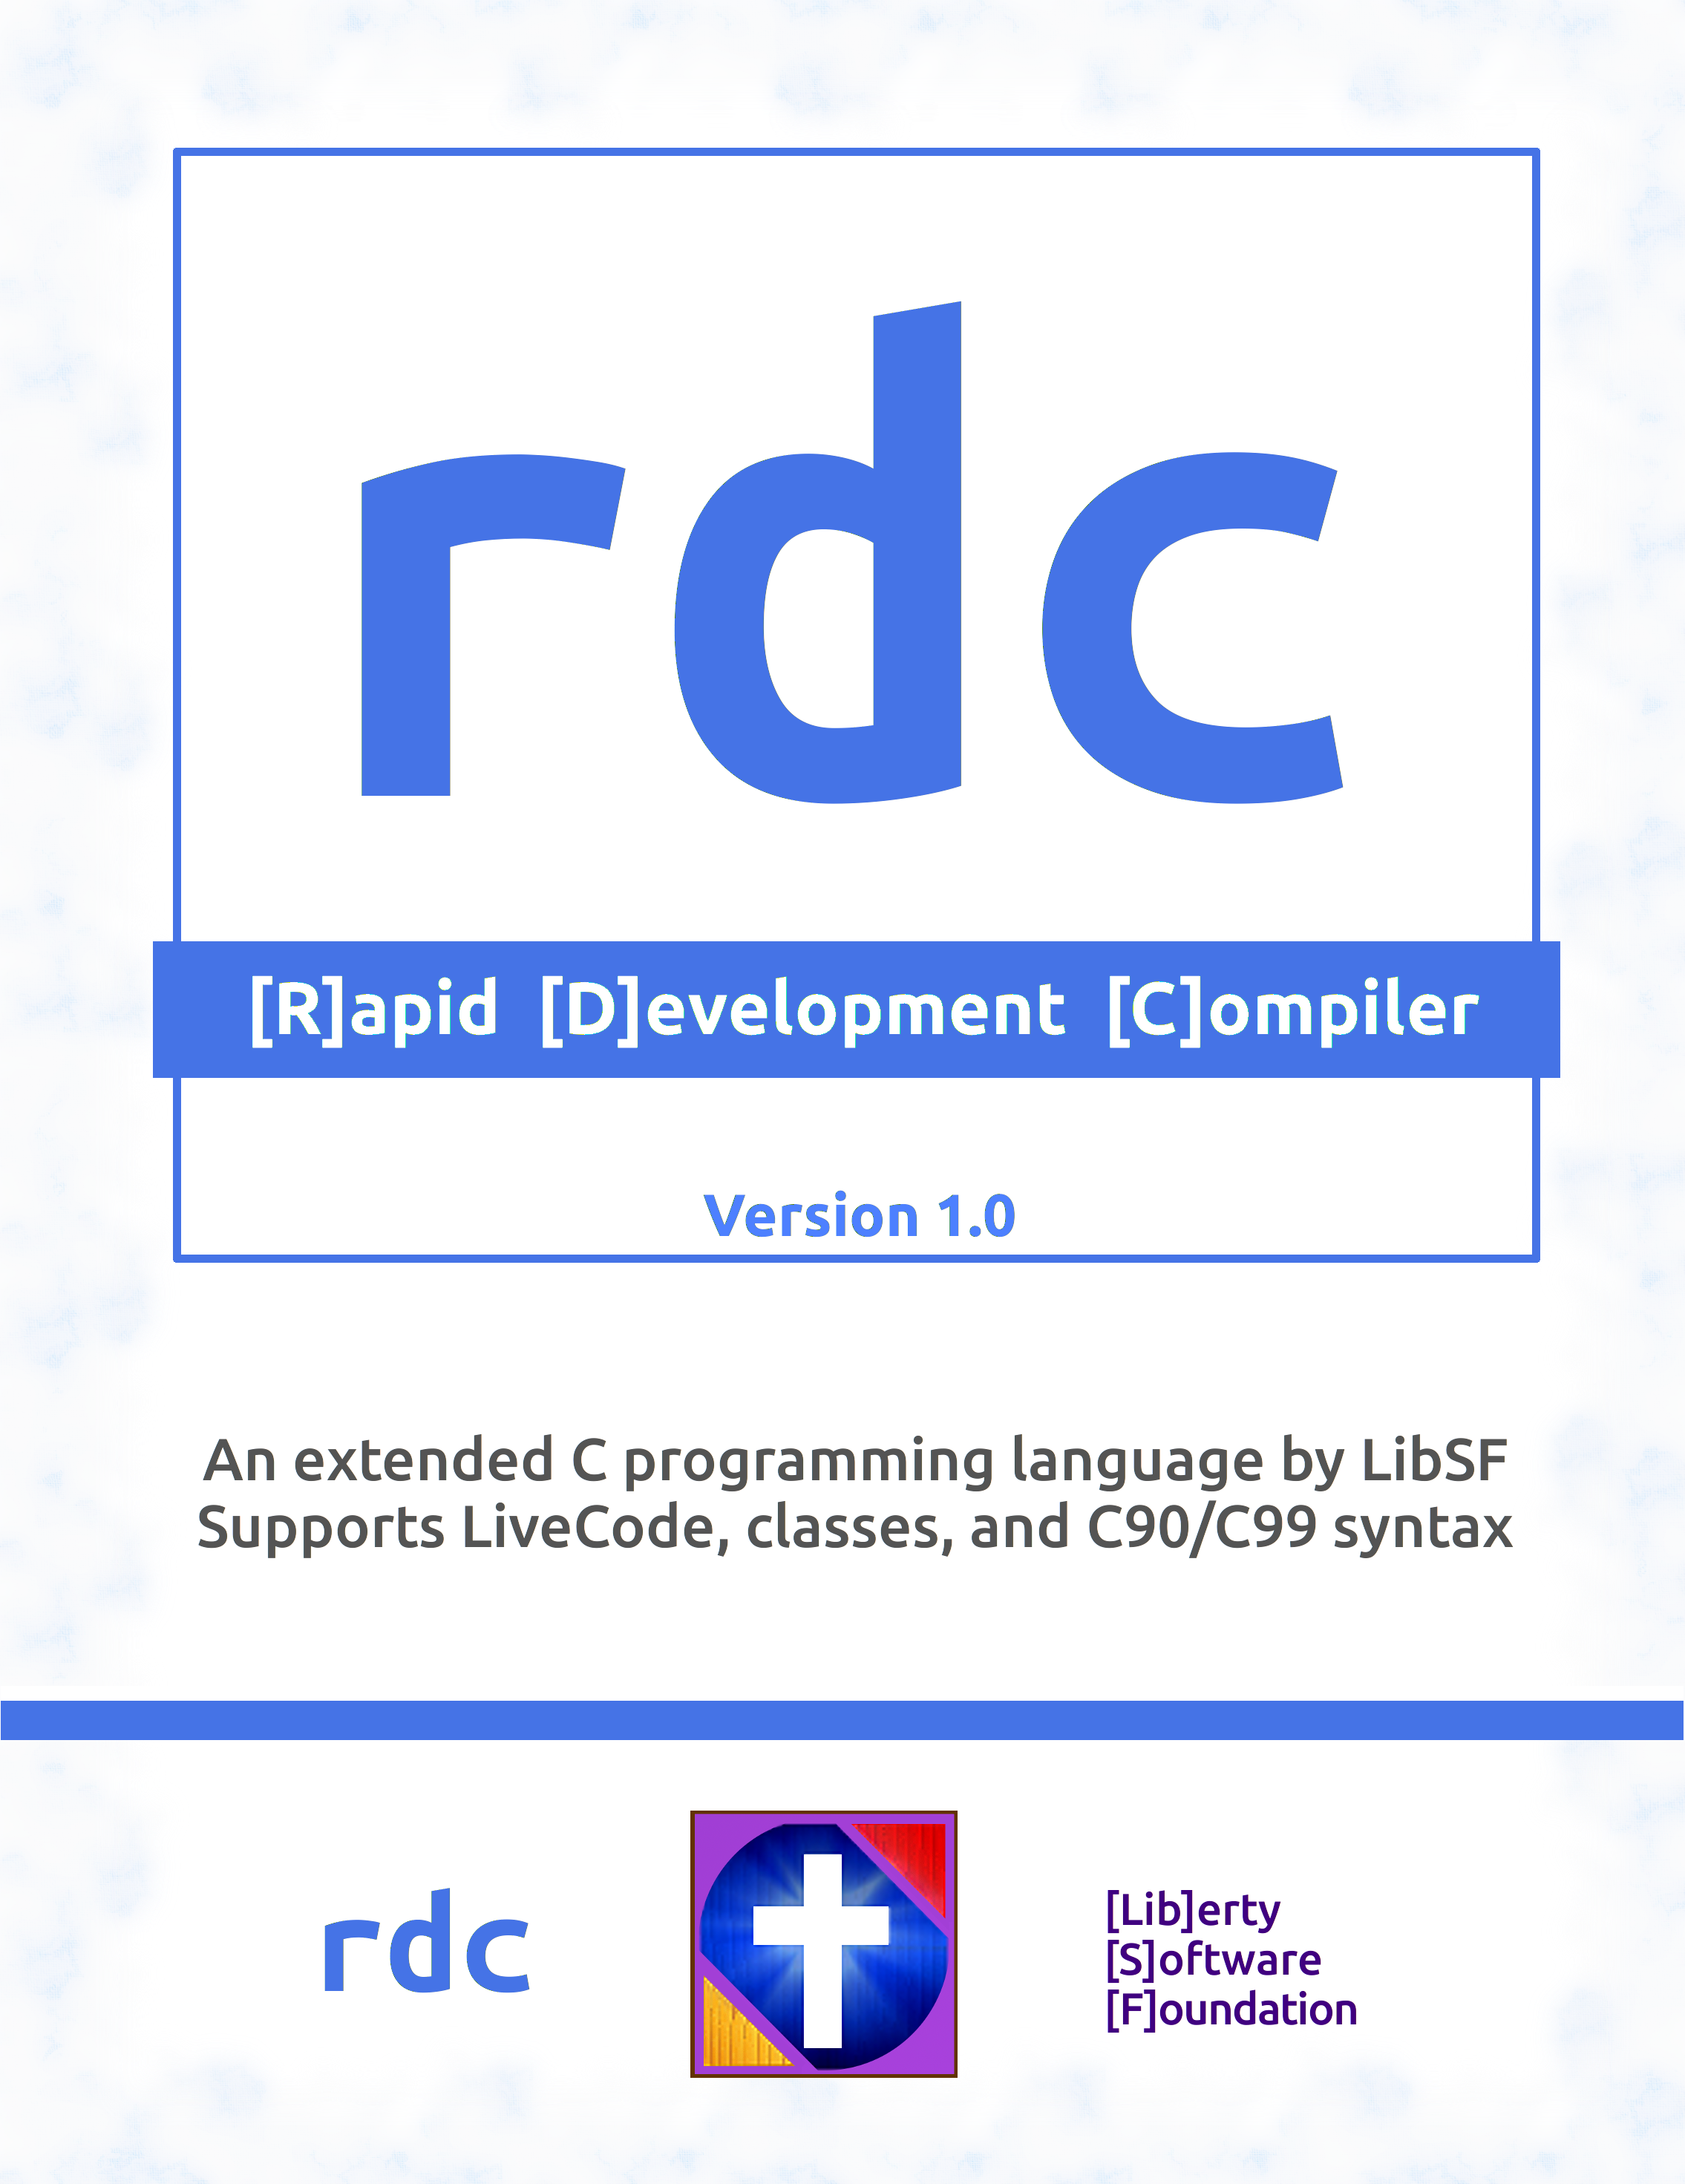 rdc
[R]apid [D]evelopment [C]ompiler
Version 1.0
An extended C programming language by LibSF
Supports LiveCode, classes, and C90/C99 syntax
rdc
[Lib]erty
[S]oftware
[F]oundation